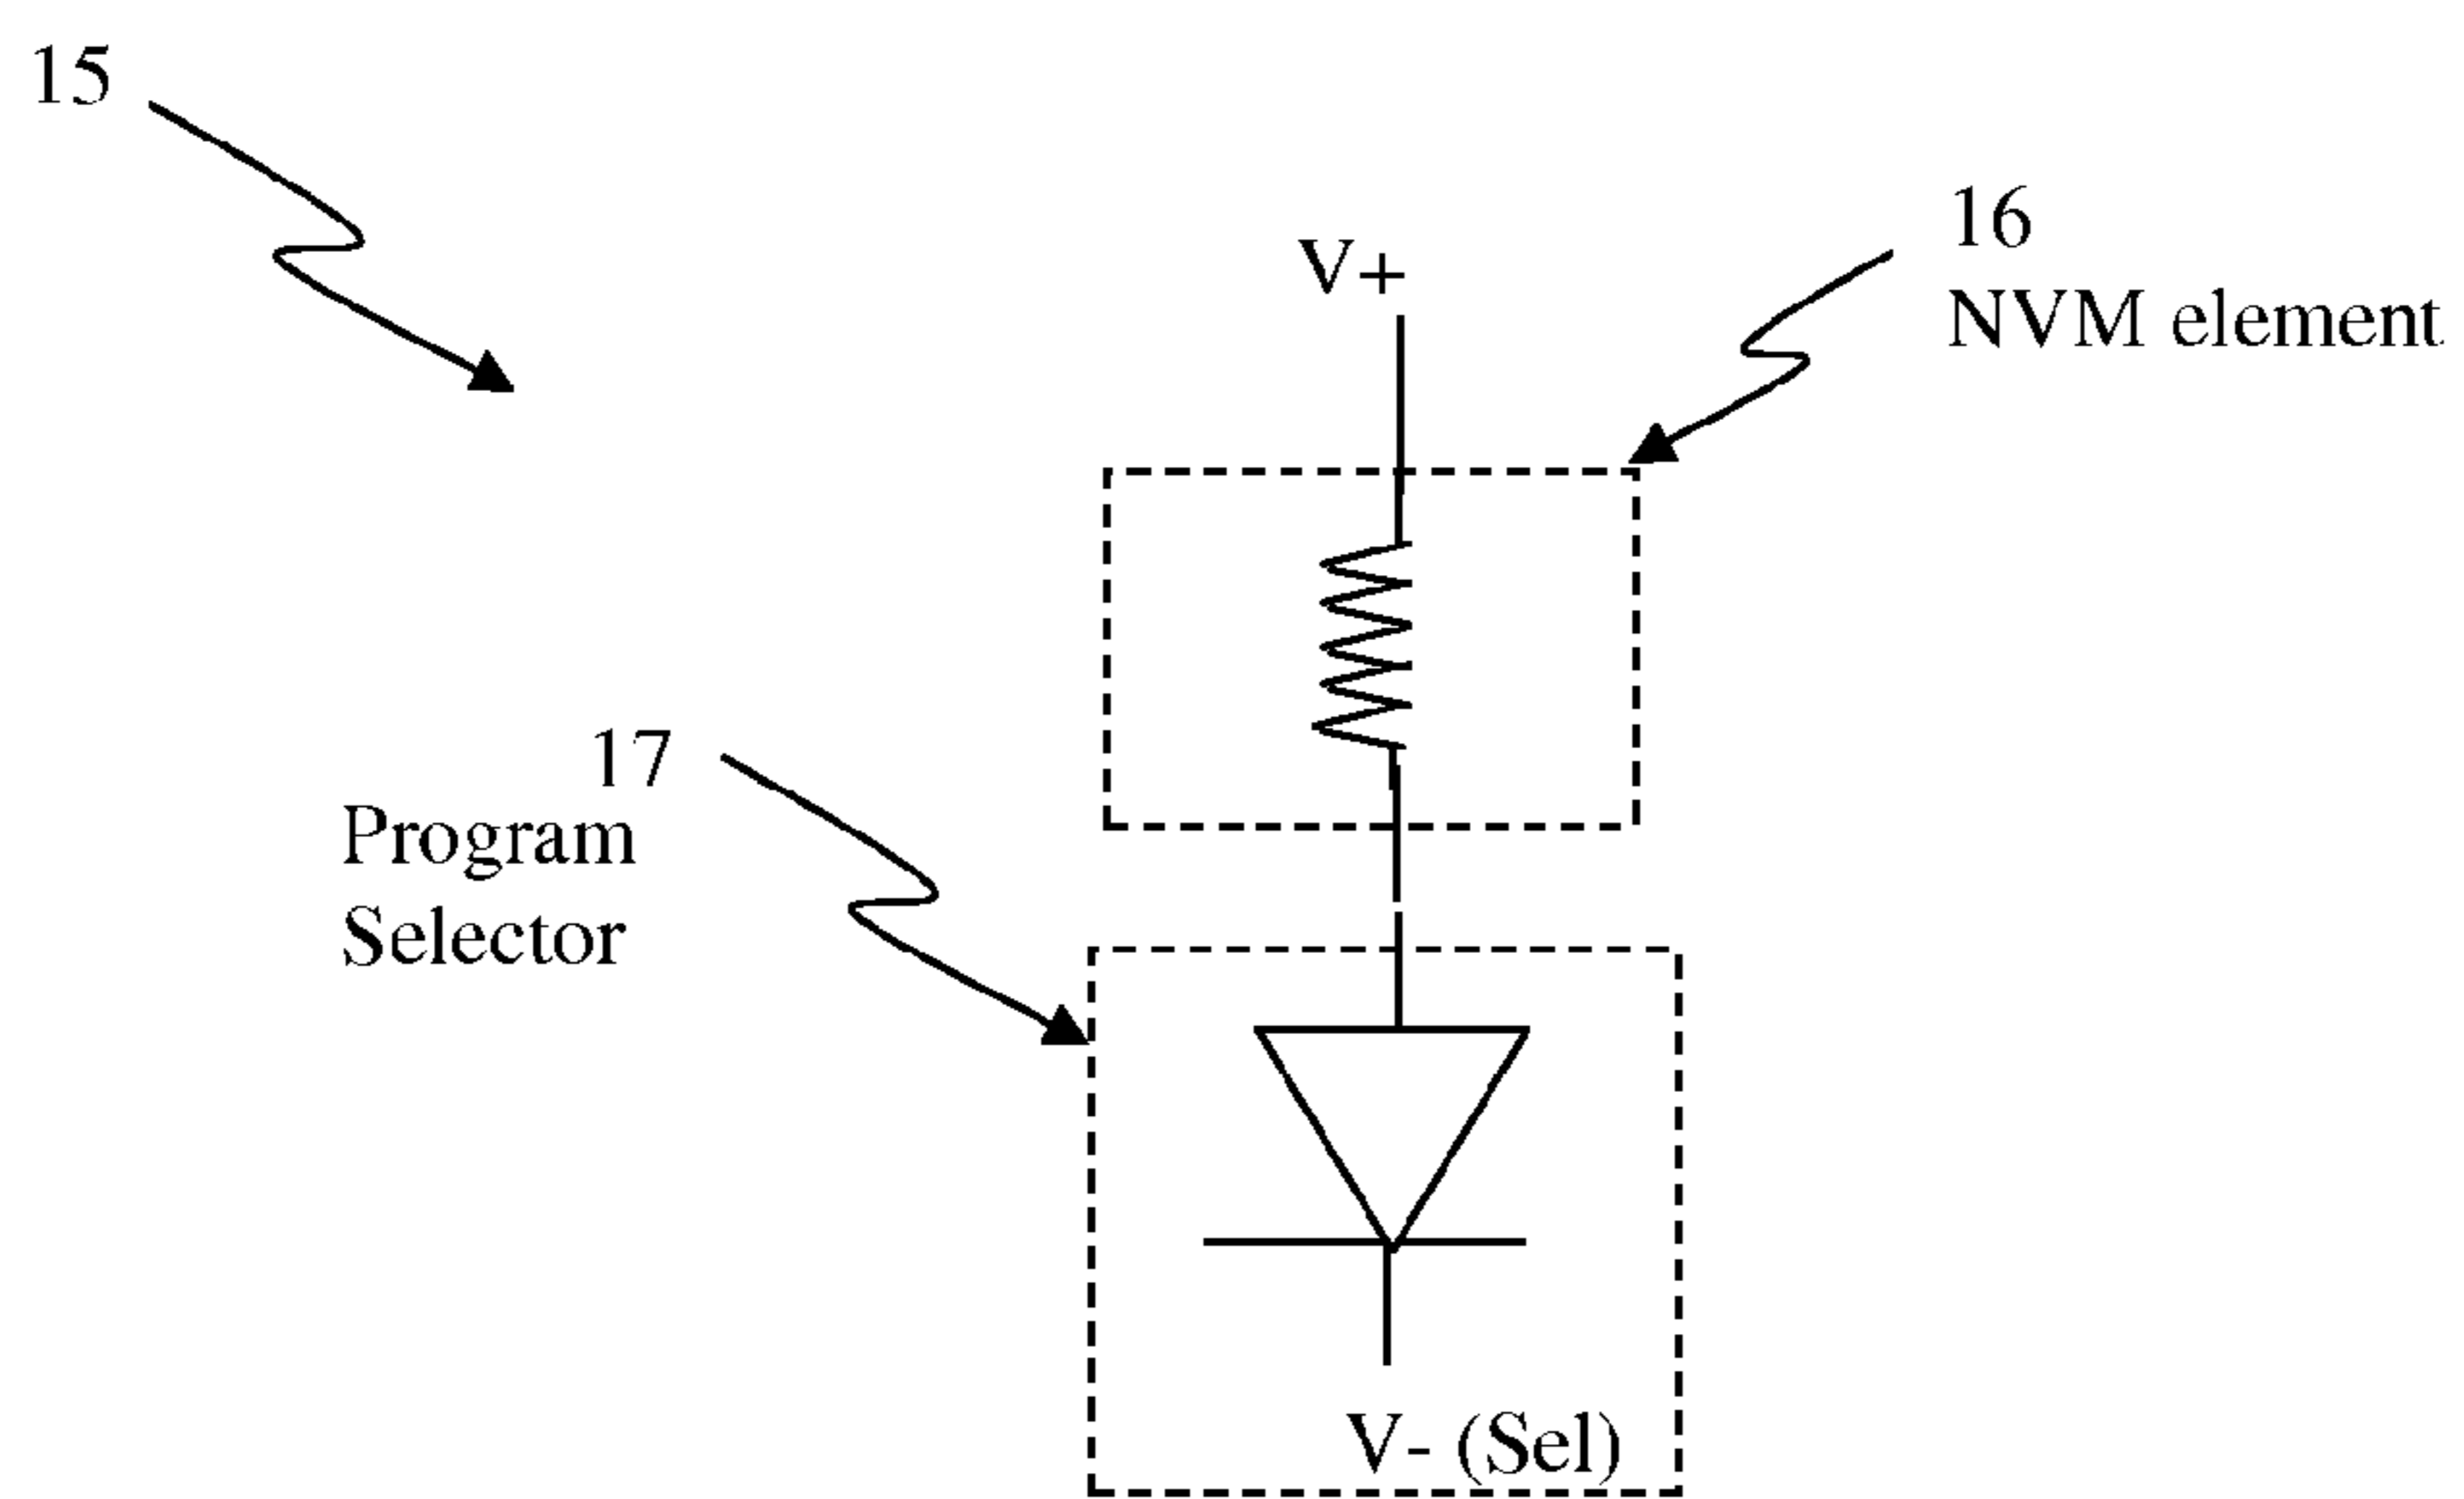 15
16
NVM element
V+
17
Program
Selector
V- (Sel)